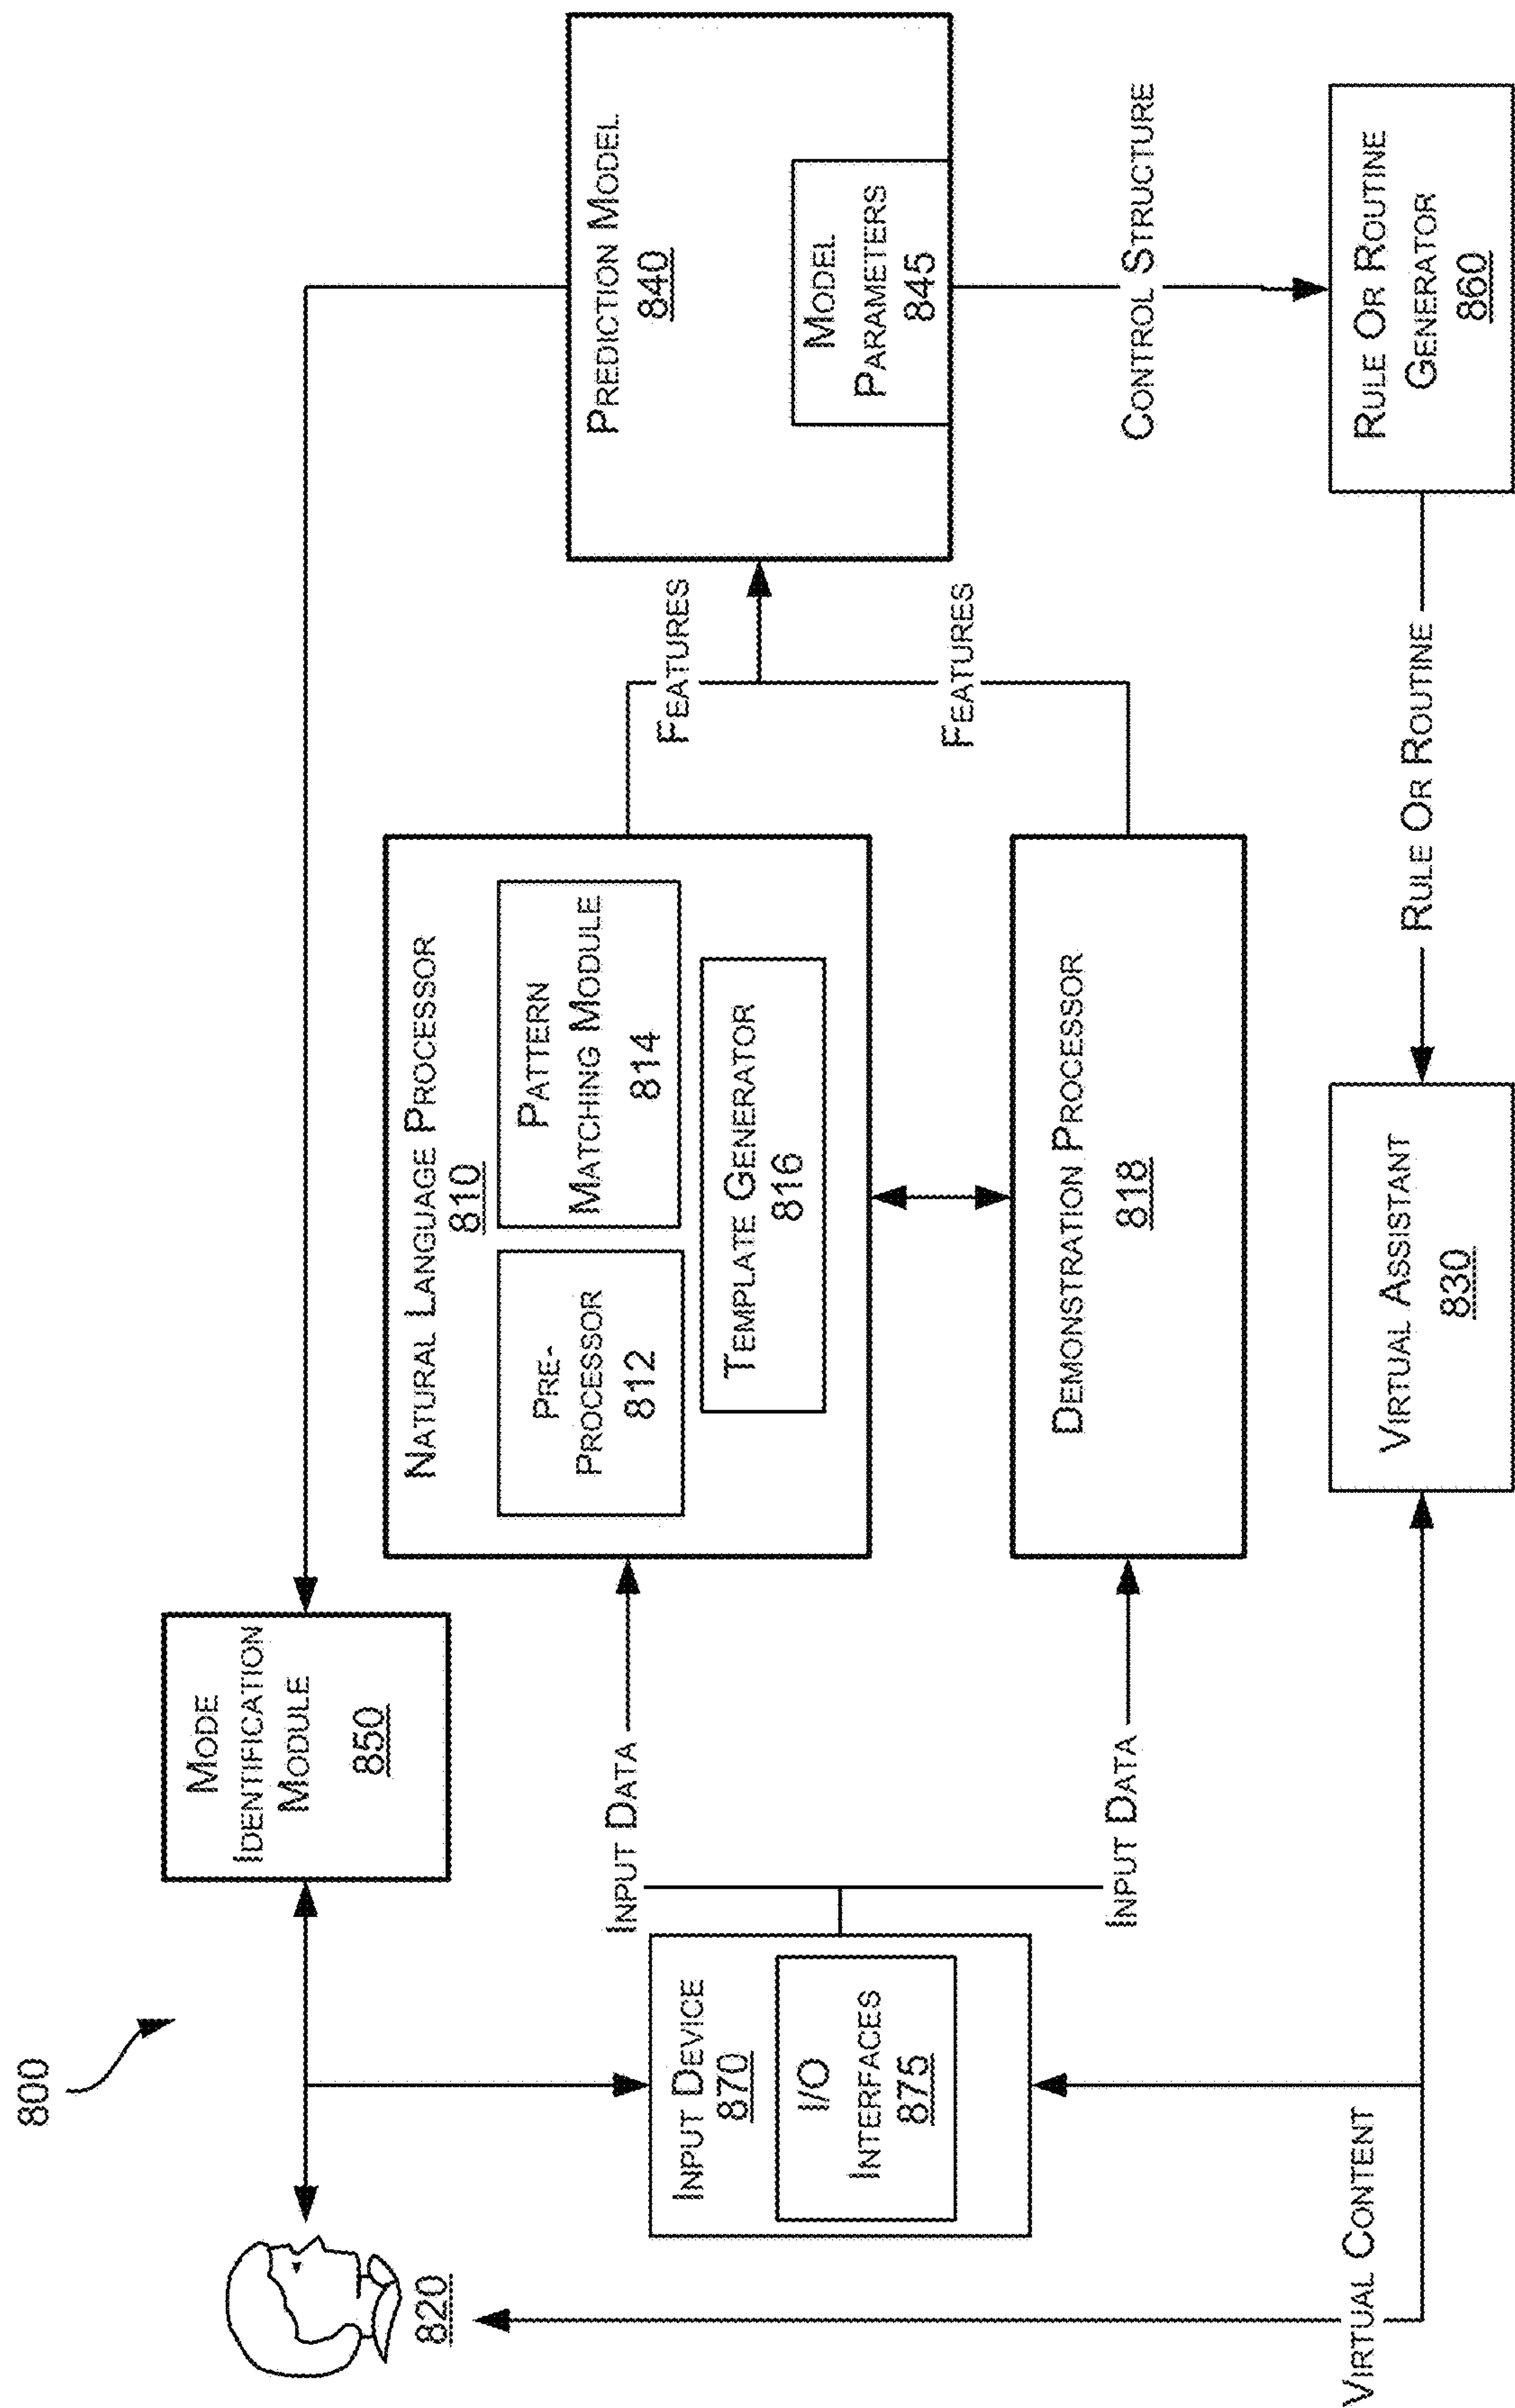 800
820
MODE
IDENTIFICATION
MODULE
850
INPUT DEVICE
870
I/O
INTERFACES
875
INPUT DATA
INPUT DATA
NATURAL LANGUAGE PROCESSOR
810
PRE-
PROCESSOR
812
PATTERN
MATCHING MODULE
814
TEMPLATE GENERATOR
816
DEMONSTRATION PROCESSOR
818
FEATURES
FEATURES
PREDICTION MODEL
840
MODEL
PARAMETERS
845
CONTROL STRUCTURE
RULE OR ROUTINE
GENERATOR
860
RULE OR ROUTINE
VIRTUAL ASSISTANT
830
VIRTUAL CONTENT